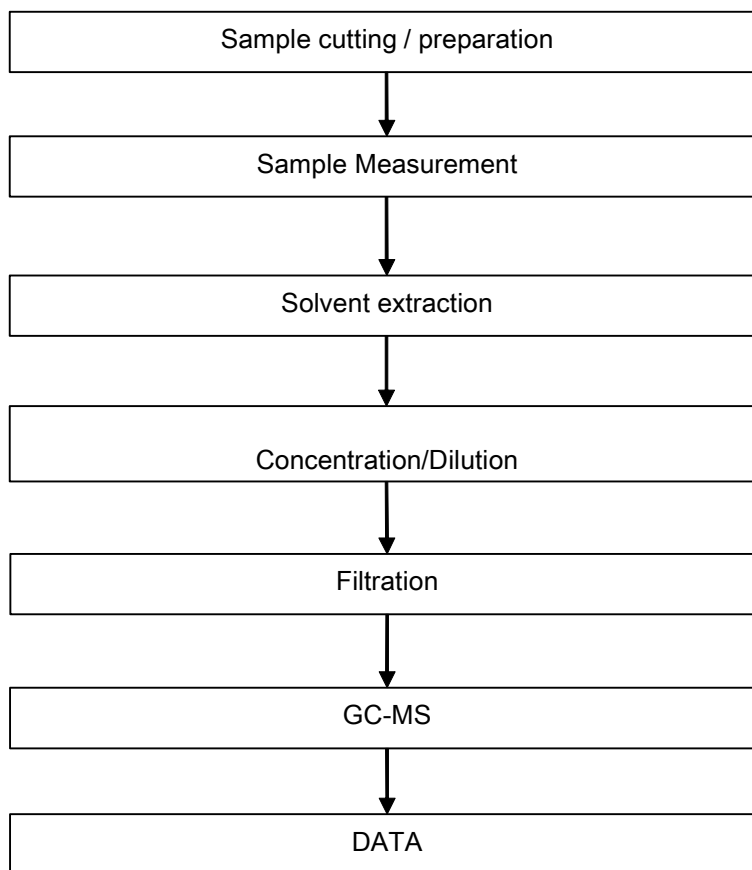 Sample cutting / preparation
Sample Measurement
Solvent extraction
Concentration/Dilution
Filtration
GC-MS
DATA